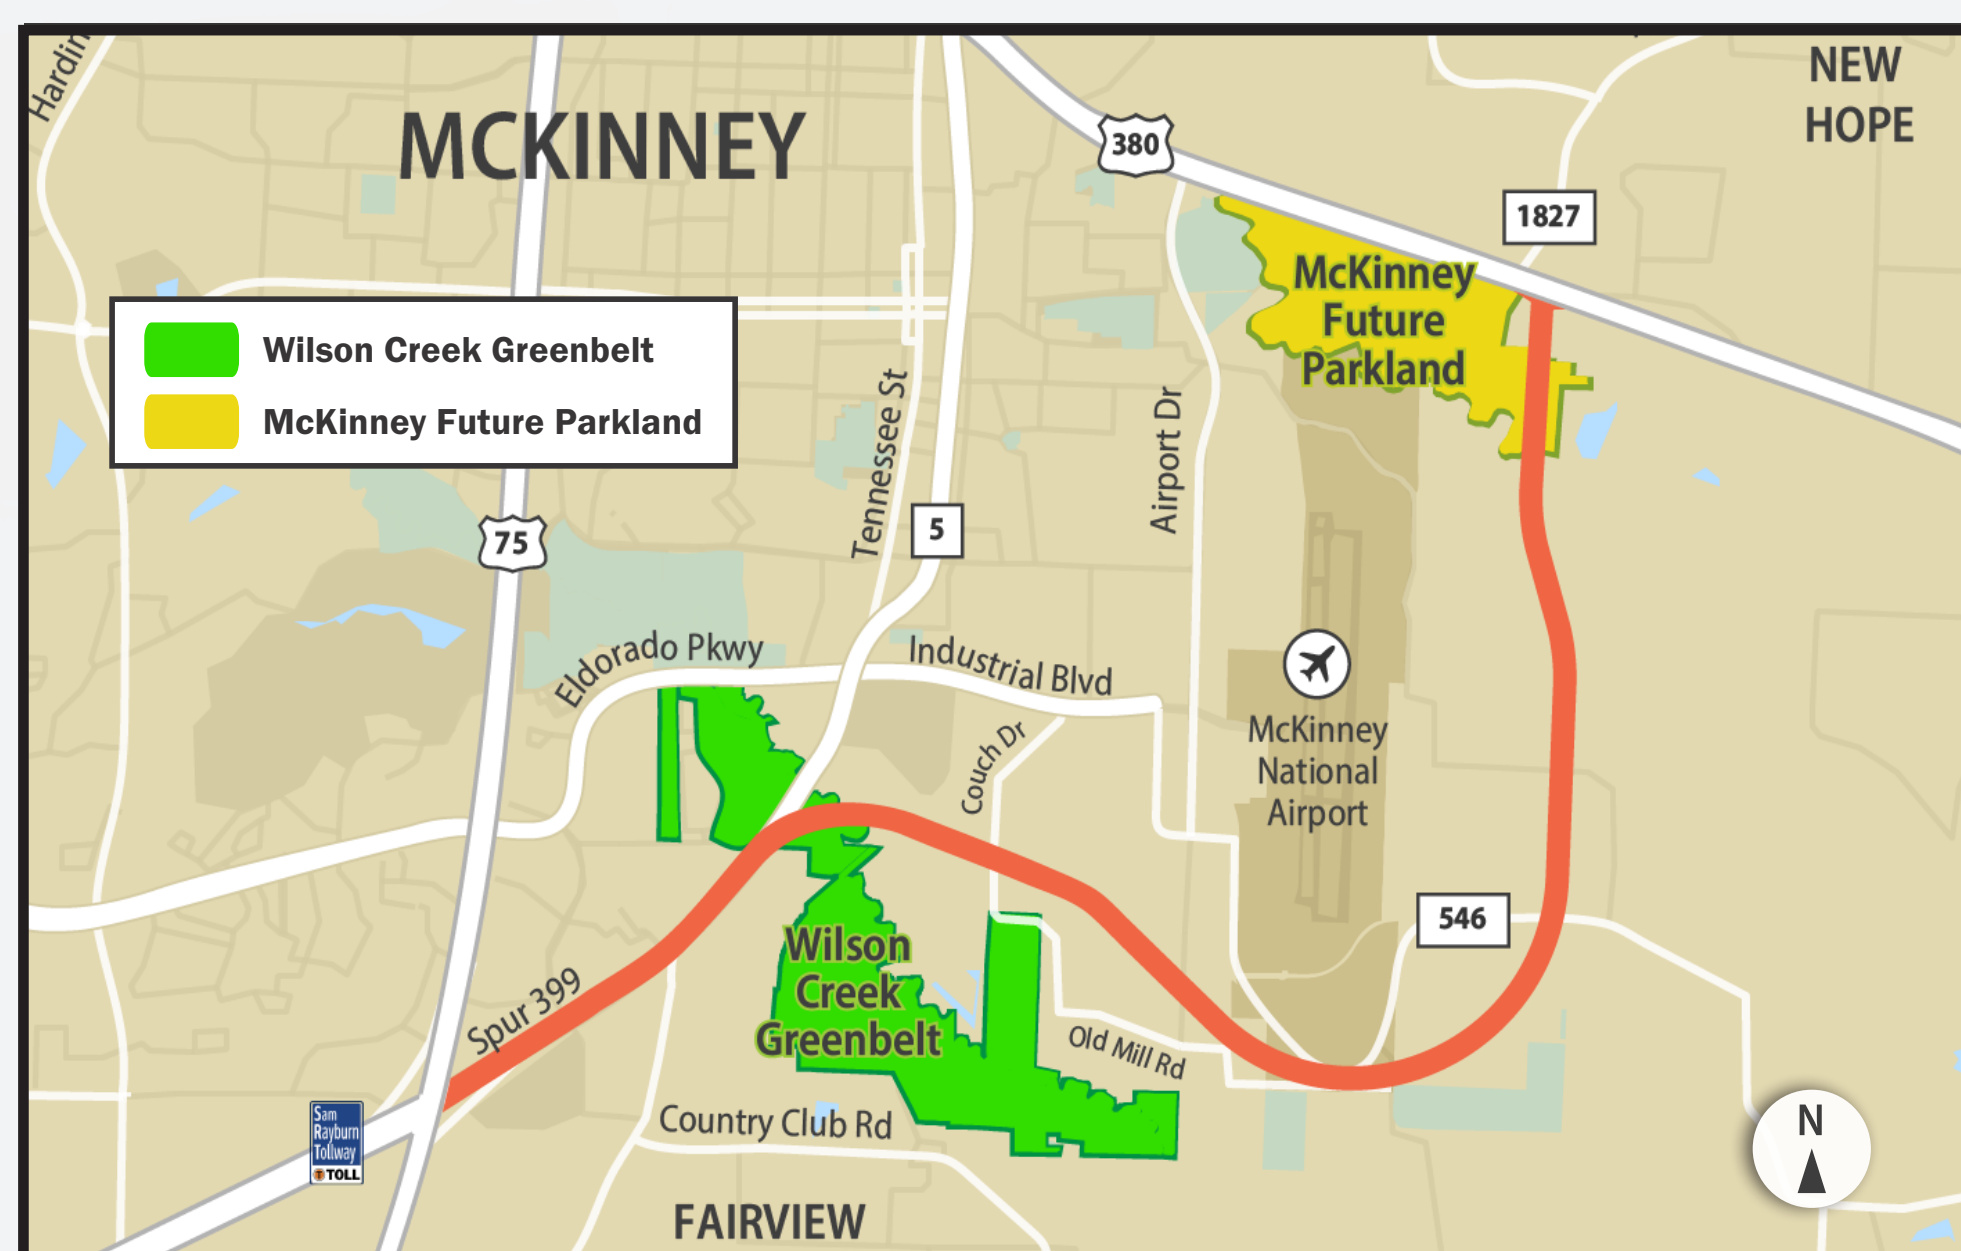 Hardin
MCKINNEY
NEW
HOPE
380
1827
McKinney
Future
Parkland
Wilson Creek Greenbelt
McKinney Future Parkland
Tennessee St
Airport Dr
5
75
Eldorado Pkwy
Industrial Blvd
Couch Dr
McKinney
National
Airport
546
Wilson
Creek
Greenbelt
Spur 399
Old Mill Rd
Sam
Rayburn
Tollway
TOLL
Country Club Rd
N
FAIRVIEW